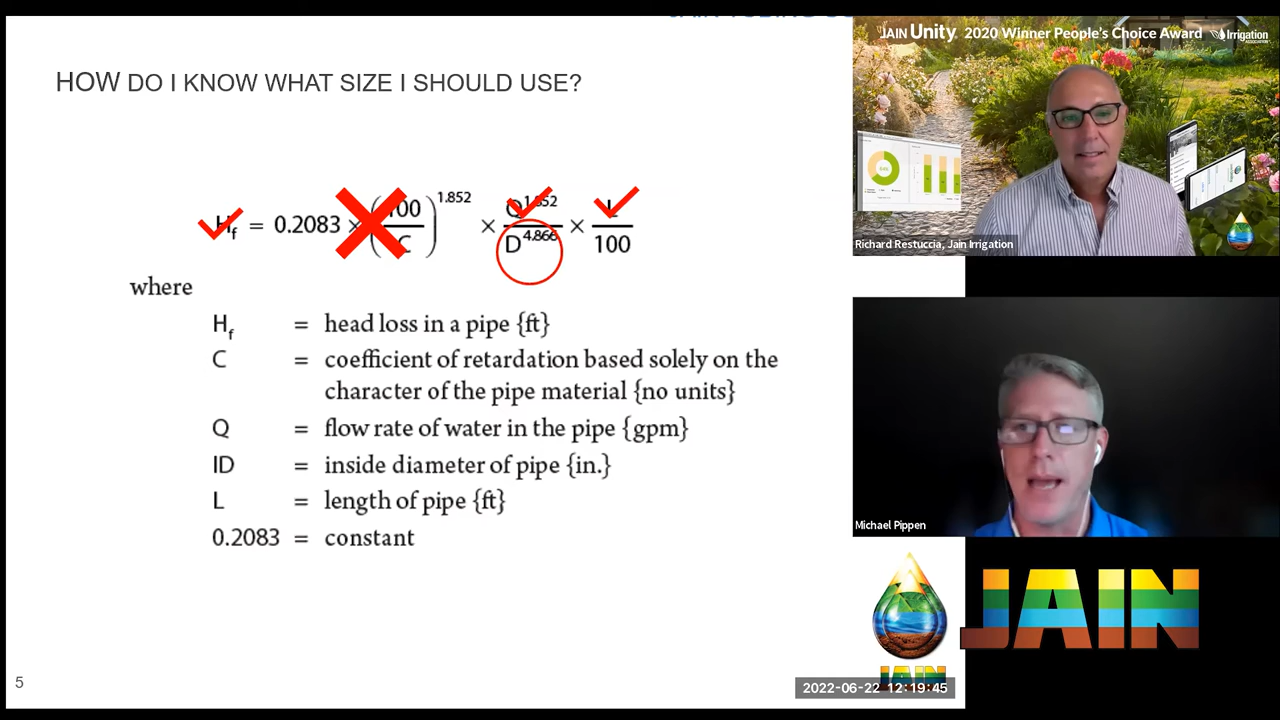 HOW DO I KNOW WHAT SIZE I SHOULD USE?
H_f = 0.2083 × (100/C)^1.852 × Q^1.852/D^4.866 × L/100
where
H_f = head loss in a pipe {ft}
C = coefficient of retardation based solely on the
character of the pipe material {no units}
Q = flow rate of water in the pipe {gpm}
ID = inside diameter of pipe {in.}
L = length of pipe {ft}
0.2083 = constant
5
JAIN Unity. 2020 Winner People's Choice Award
Irrigation
Richard Restuccia, Jain Irrigation
Michael Pippen
JAIN
JAIN
2022-06-22 12:19:45